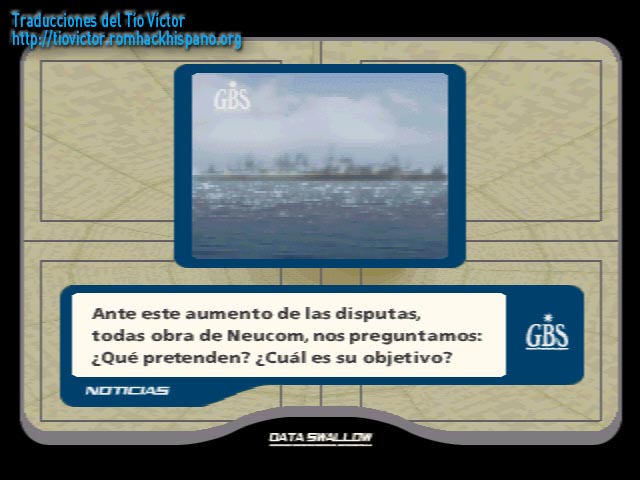 Traducciones del Tio Victor
http://tiovictor.romhackhispano.org
GBS
Ante este aumento de las disputas,
todas obra de Neucom, nos preguntamos:
¿Qué pretenden? ¿Cuál es su objetivo?
GBS
NOTICIAS
DATA SWALLOW